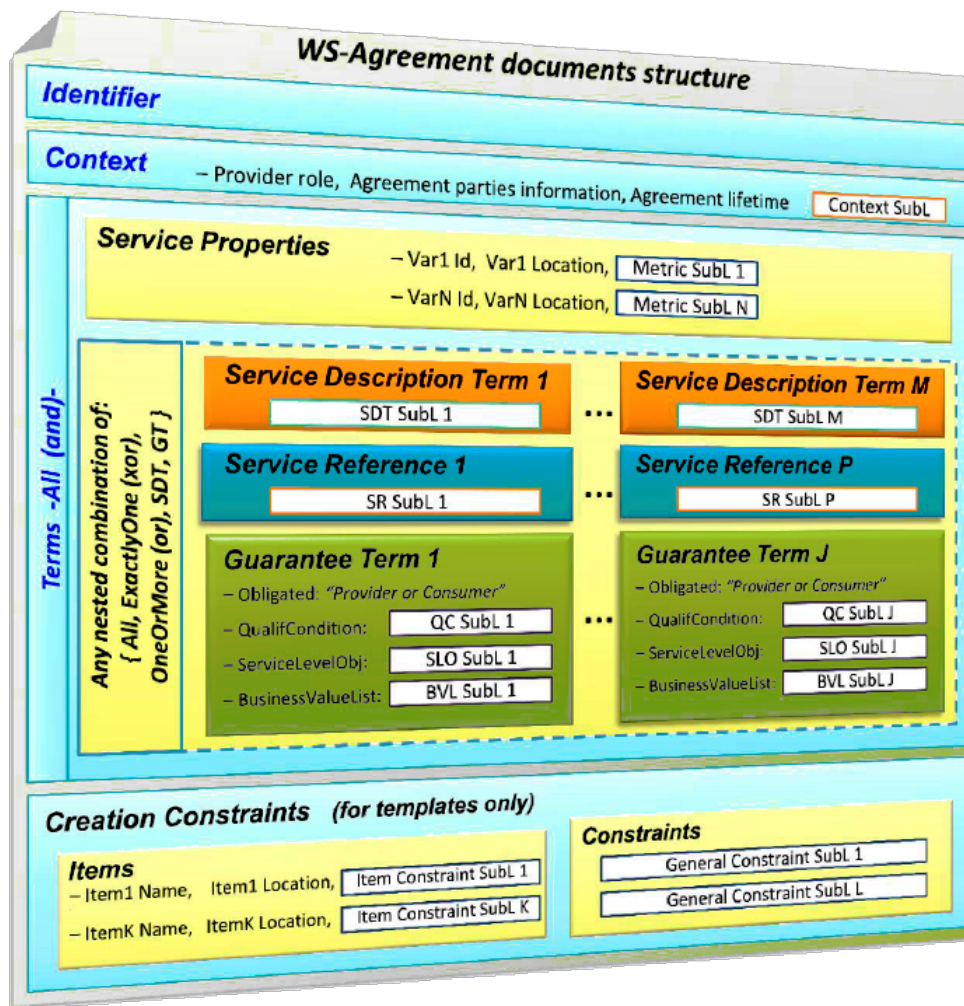 WS-Agreement documents structure
Identifier
Context
– Provider role, Agreement parties information, Agreement lifetime
Context SubL
Terms -All (and)-
Service Properties
– Var1 Id, Var1 Location, Metric SubL 1
– VarN Id, VarN Location, Metric SubL N
Any nested combination of:
{ All, ExactlyOne (xor),
OneOrMore (or), SDT, GT }
Service Description Term 1
SDT SubL 1
...
Service Description Term M
SDT SubL M
Service Reference 1
SR SubL 1
...
Service Reference P
SR SubL P
Guarantee Term 1
– Obligated: “Provider or Consumer”
– QualifCondition: QC SubL 1
– ServiceLevelObj: SLO SubL 1
– BusinessValueList: BVL SubL 1
...
Guarantee Term J
– Obligated: “Provider or Consumer”
– QualifCondition: QC SubL J
– ServiceLevelObj: SLO SubL J
– BusinessValueList: BVL SubL J
Creation Constraints (for templates only)
Items
– Item1 Name, Item1 Location, Item Constraint SubL 1
– ItemK Name, ItemK Location, Item Constraint SubL K
Constraints
General Constraint SubL 1
General Constraint SubL L